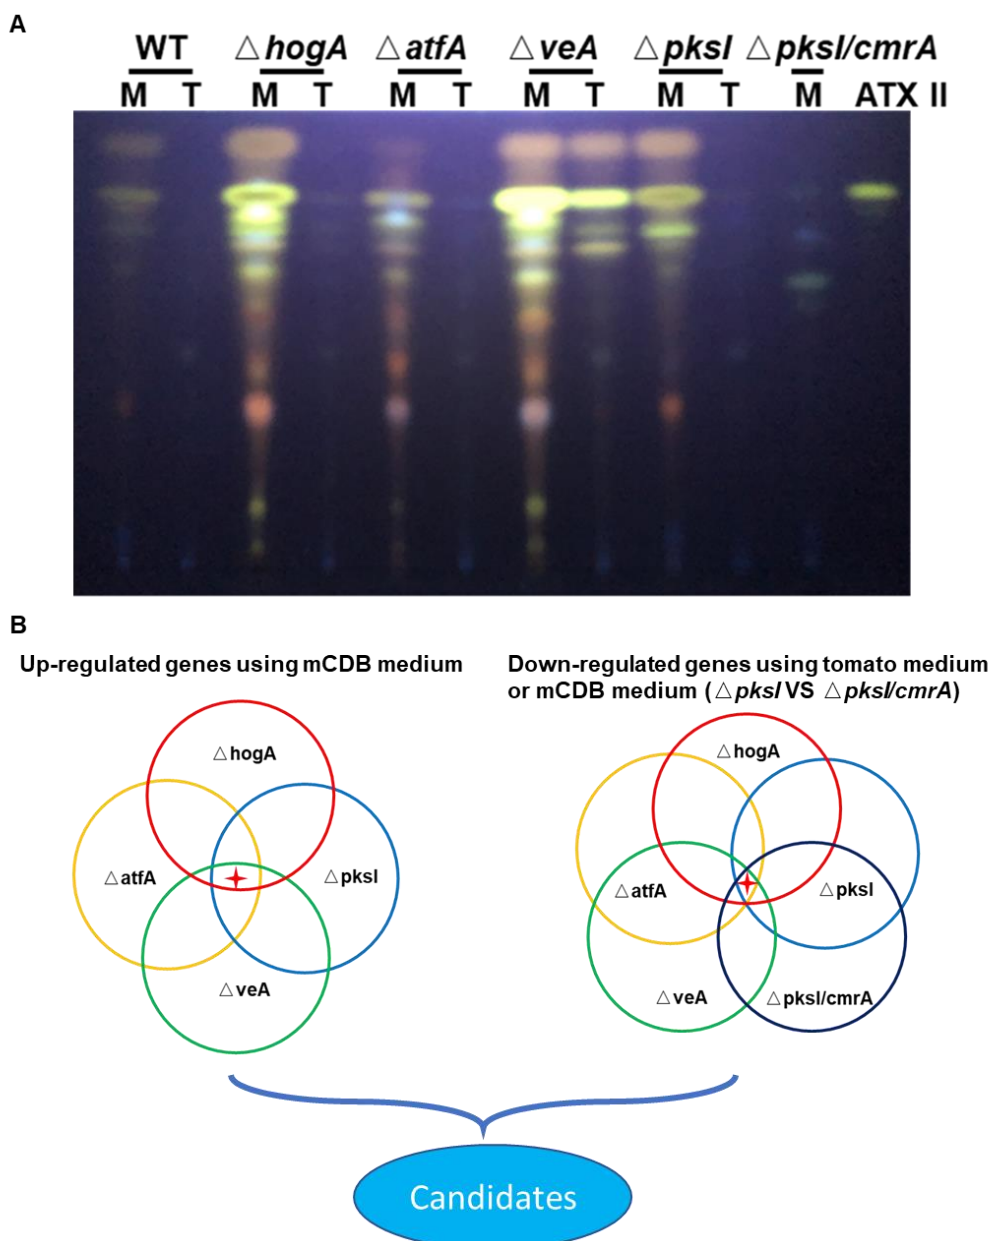 A
WT △hogA △atfA △veA △pksI △pksI/cmrA
M T M T M T M T M T M ATX II
B
Up-regulated genes using mCDB medium
Down-regulated genes using tomato medium
or mCDB medium (△pksI VS △pksI/cmrA)
△hogA
△atfA
△pksI
△veA
△hogA
△atfA
△pksI
△veA
△pksI/cmrA
Candidates